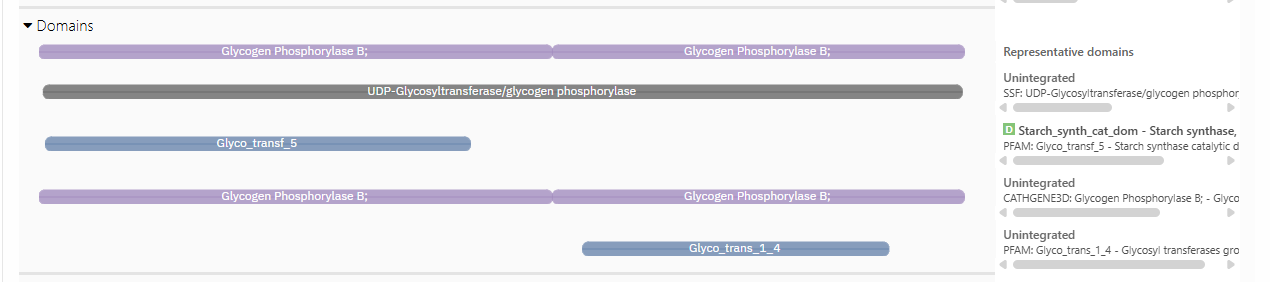 Domains
Glycogen Phosphorylase B; Glycogen Phosphorylase B;
Representative domains
Unintegrated
UDP-Glycosyltransferase/glycogen phosphorylase
SSF: UDP-Glycosyltransferase/glycogen phosphor
D Starch_synth_cat_dom - Starch synthase,
Glyco_transf_5
PFAM: Glyco_transf_5 - Starch synthase catalytic d
Unintegrated
Glycogen Phosphorylase B; Glycogen Phosphorylase B;
CATHGENE3D: Glycogen Phosphorylase B; - Glyco
Unintegrated
Glyco_trans_1_4
PFAM: Glyco_trans_1_4 - Glycosyl transferases gro